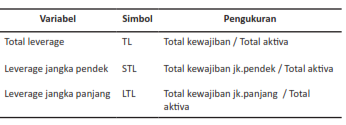 Variabel Simbol Pengukuran
Total leverage TL Total kewajiban / Total aktiva
Leverage jangka pendek STL Total kewajiban jk.pendek / Total aktiva
Leverage jangka panjang LTL Total kewajiban jk.panjang / Total
aktiva